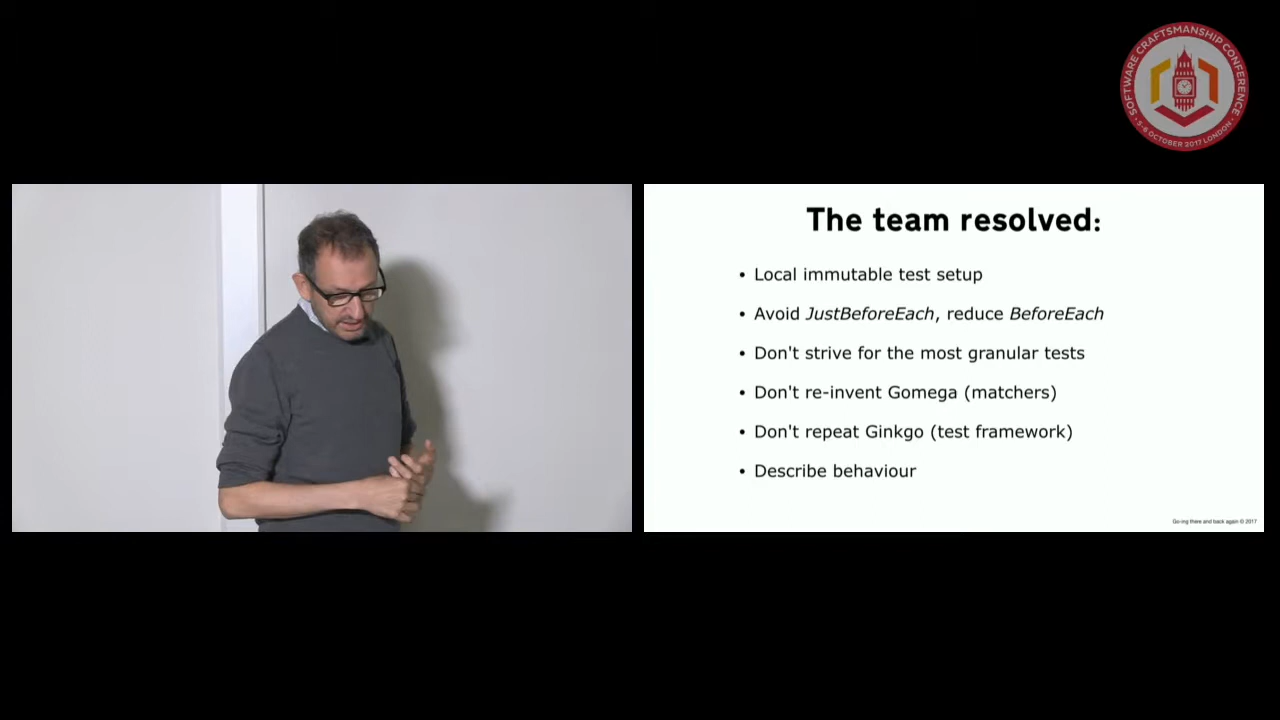 SOFTWARE CRAFTSMANSHIP CONFERENCE
• 5-6 OCTOBER 2017 LONDON •
The team resolved:
• Local immutable test setup
• Avoid JustBeforeEach, reduce BeforeEach
• Don't strive for the most granular tests
• Don't re-invent Gomega (matchers)
• Don't repeat Ginkgo (test framework)
• Describe behaviour
Go-ing there and back again © 2017